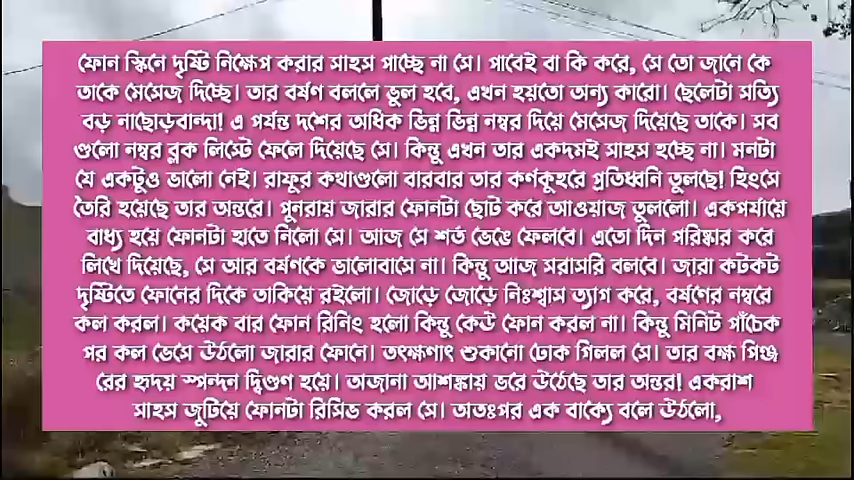 ফোন স্কিনে দৃষ্টি নিক্ষেপ করার সাহস পাচ্ছে না সে। পাবেই বা কি করে, সে তো জানে কে
তাকে মেসেজ দিচ্ছে। তার বর্ষণ বললে ভুল হবে, এখন হয়তো অন্য কারো। ছেলেটা সত্যি
বড় নাছোড়বান্দা! এ পর্যন্ত দশের অধিক ভিন্ন ভিন্ন নম্বর দিয়ে মেসেজ দিয়েছে তাকে। সব
গুলো নম্বর ব্লক লিস্টে ফেলে দিয়েছে সে। কিন্তু এখন তার একদমই সাহস হচ্ছে না। মনটা
যে একটুও ভালো নেই। রাফুর কথাগুলো বারবার তার কর্ণকুহরে প্রতিধ্বনি তুলছে! হিংসে
তৈরি হয়েছে তার অন্তরে। পুনরায় জারার ফোনটা ছোট করে আওয়াজ তুললো। একপর্যায়ে
বাধ্য হয়ে ফোনটা হাতে নিলো সে। আজ সে শর্ত ভেঙে ফেলবে। এতো দিন পরিষ্কার করে
লিখে দিয়েছে, সে আর বর্ষণকে ভালোবাসে না। কিন্তু আজ সরাসরি বলবে। জারা কটকট
দৃষ্টিতে ফোনের দিকে তাকিয়ে রইলো। জোড়ে জোড়ে নিঃশ্বাস ত্যাগ করে, বর্ষণের নম্বরে
কল করল। কয়েক বার ফোন রিনিং হলো কিন্তু কেউ ফোন করল না। কিন্তু মিনিট পাঁচেক
পর কল ভেসে উঠলো জারার ফোনে। তৎক্ষণাৎ শুকানো ঢোক গিলল সে। তার বক্ষ পিঞ্জ
রের হৃদয় স্পন্দন দ্বিগুণ হয়ে। অজানা আশঙ্কায় ভরে উঠেছে তার অন্তর! একরাশ
সাহস জুটিয়ে ফোনটা রিসিভ করল সে। অতঃপর এক বাক্যে বলে উঠলো,